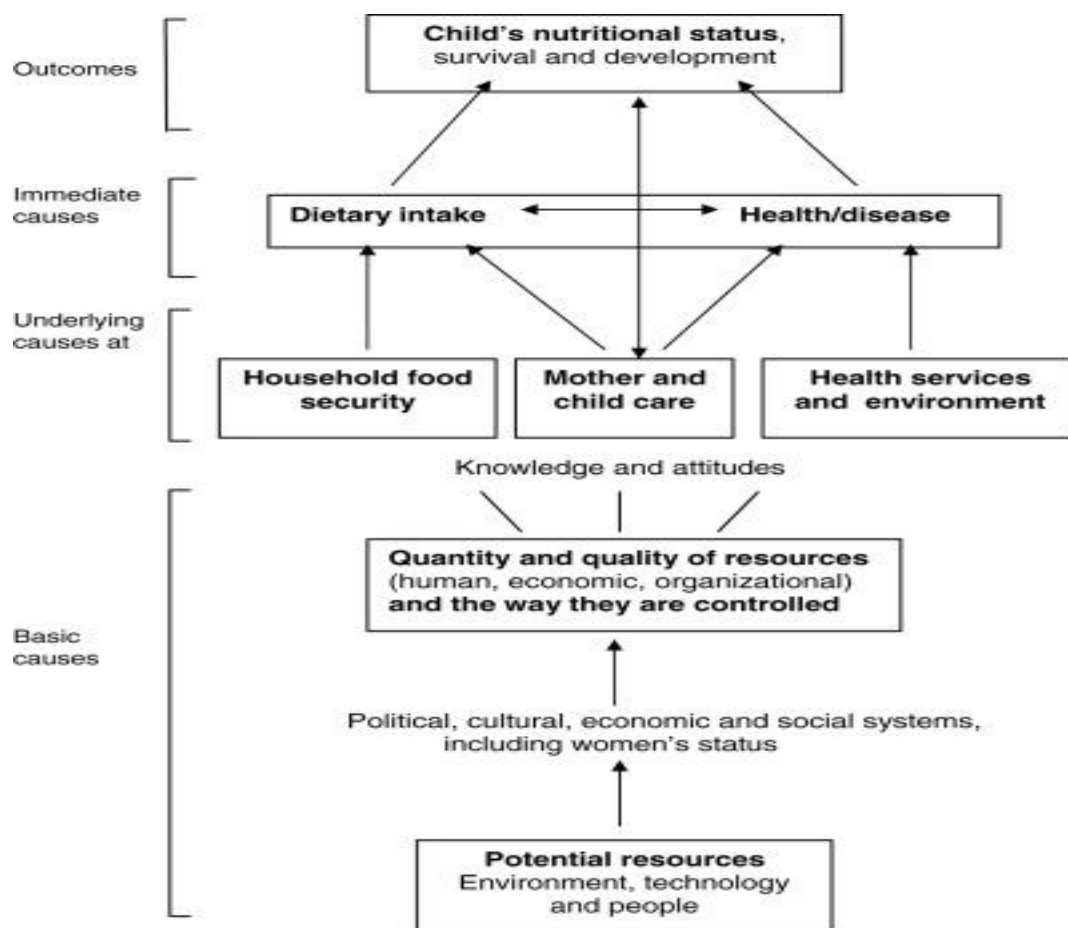 Child's nutritional status,
survival and development
Outcomes
Immediate
causes
Dietary intake
Health/disease
Underlying
causes at
Household food
security
Mother and
child care
Health services
and environment
Knowledge and attitudes
Quantity and quality of resources
(human, economic, organizational)
and the way they are controlled
Basic
causes
Political, cultural, economic and social systems,
including women's status
Potential resources
Environment, technology
and people